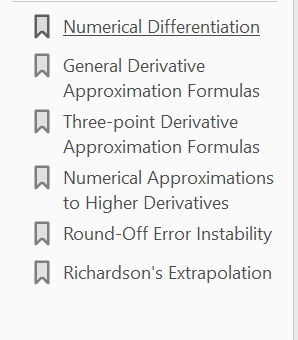 Numerical Differentiation
General Derivative
Approximation Formulas
Three-point Derivative
Approximation Formulas
Numerical Approximations
to Higher Derivatives
Round-Off Error Instability
Richardson's Extrapolation